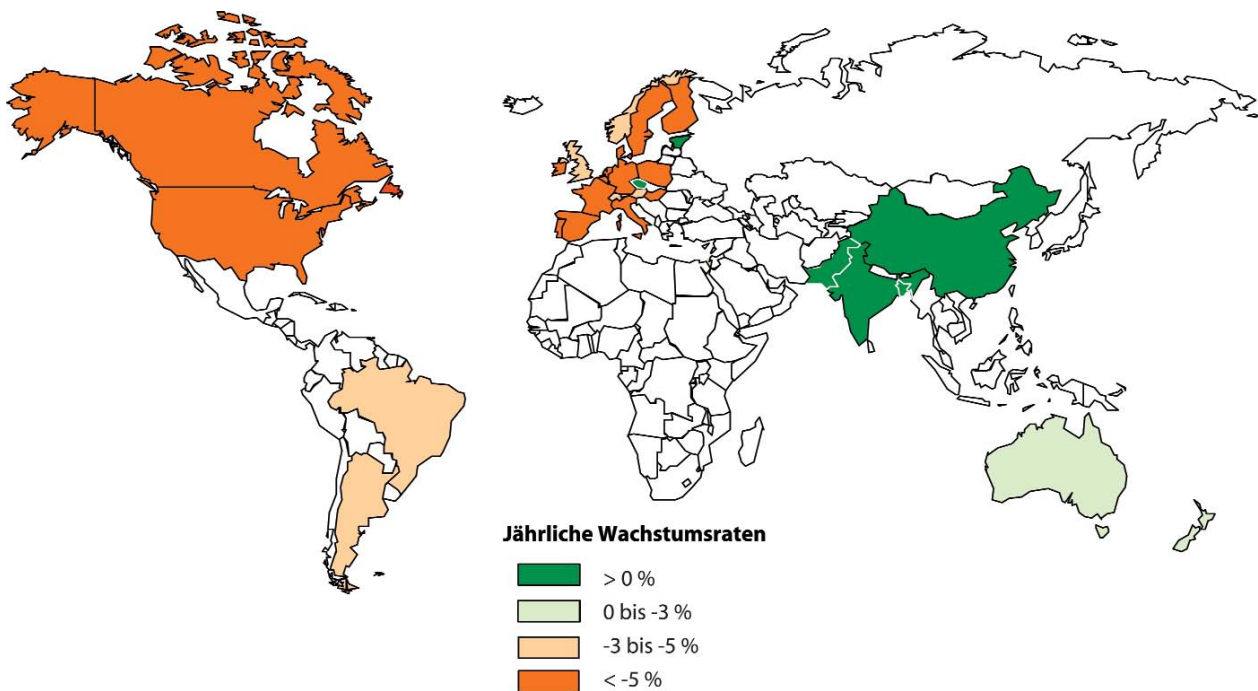 Jährliche Wachstumsraten
> 0 %
0 bis -3 %
-3 bis -5 %
< -5 %